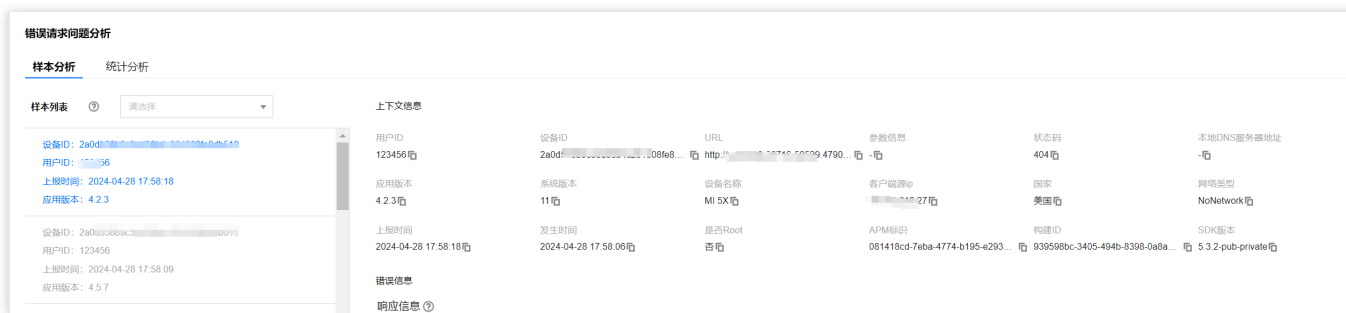 错误请求问题分析
样本分析 统计分析
样本列表 请选择
设备ID：
用户ID： 56
上报时间：2024-04-28 17:58:18
应用版本：4.2.3
设备ID：
用户ID：123456
上报时间：2024-04-28 17:58:09
应用版本：4.5.7
上下文信息
用户ID 设备ID URL 参数信息 状态码 本地DNS服务器地址
123456 - 404 -
应用版本 系统版本 设备名称 客户端源ip 国家 网络类型
4.2.3 11 MI 5X 美国 NoNetwork
上报时间 发生时间 是否Root APM标识 构建ID SDK版本
2024-04-28 17:58:18 2024-04-28 17:58:06 否 081418cd-7eba-4774-b195-e293... 939598bc-3405-494b-8398-0a8a... 5.3.2-pub-private
错误信息
响应信息